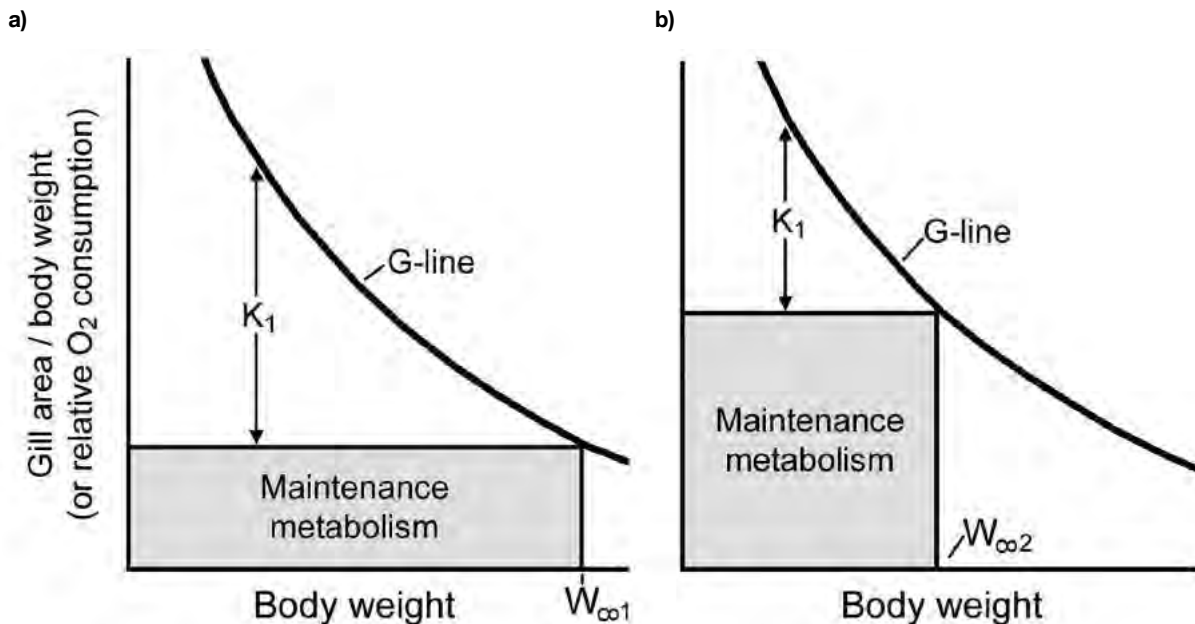 a)
Gill area / body weight
(or relative O₂ consumption)
K₁
G-line
Maintenance
metabolism
Body weight
W∞1
b)
K₁
G-line
Maintenance
metabolism
W∞2
Body weight